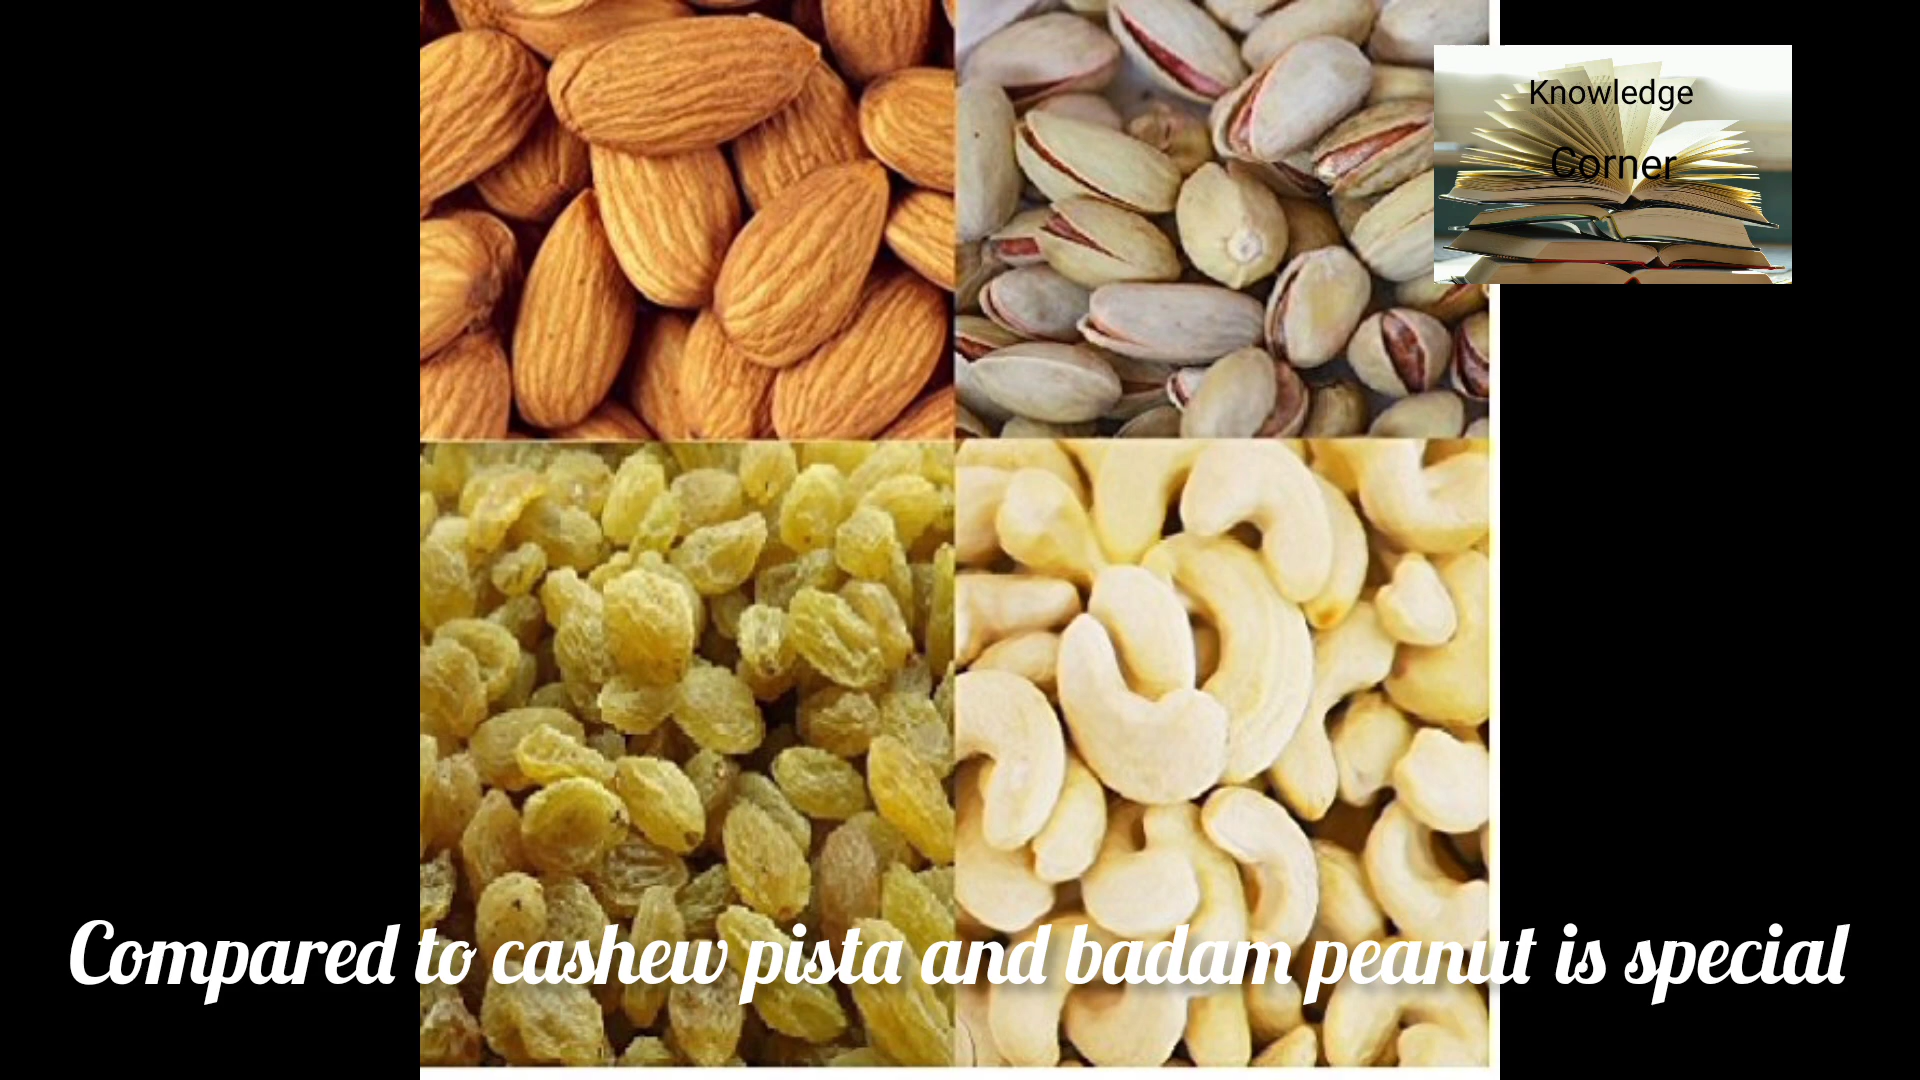 Knowledge
Corner
Compared to cashew pista and badam peanut is special